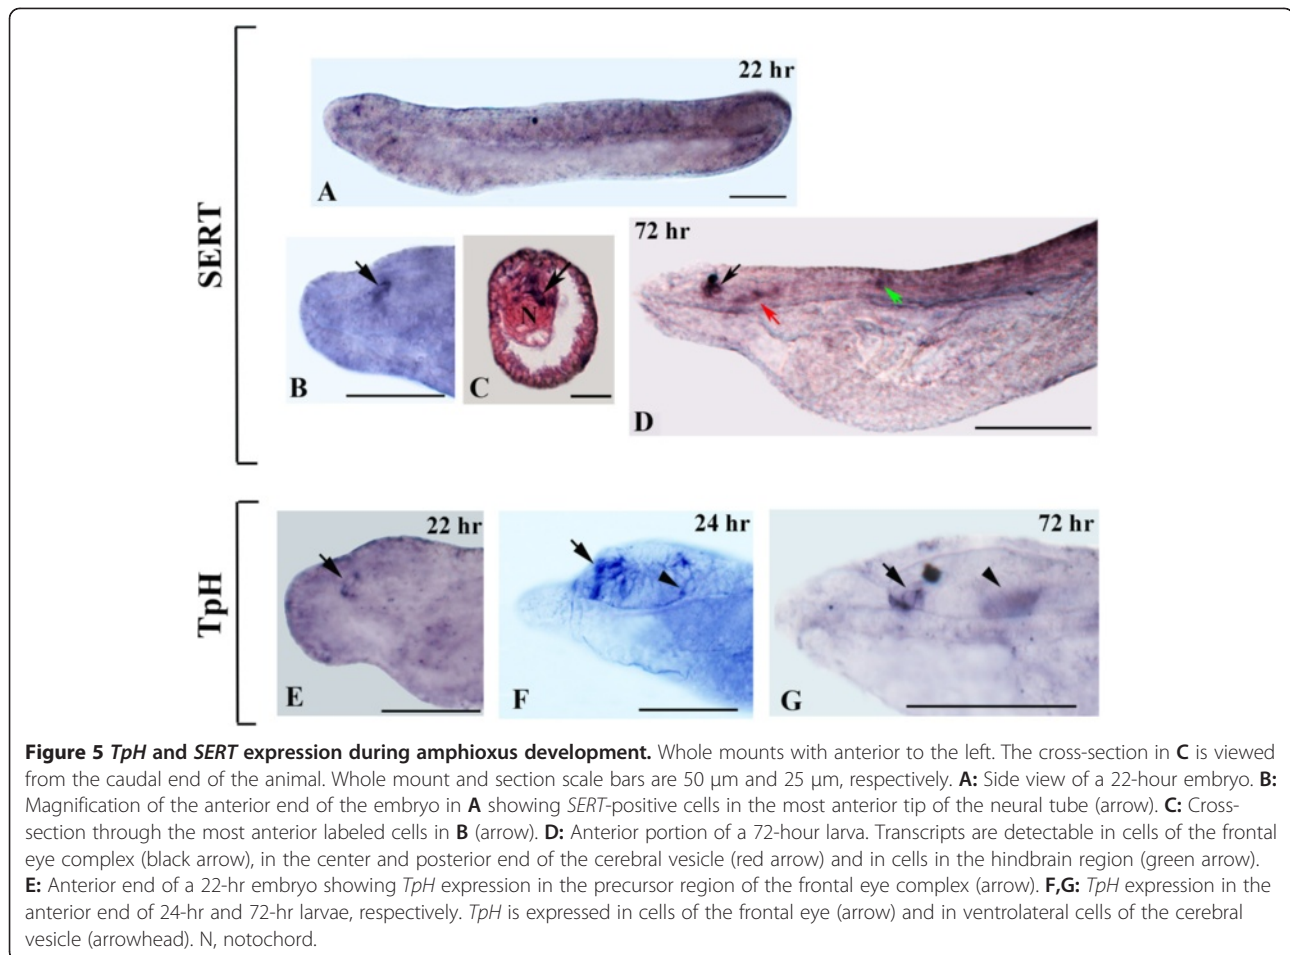 SERT
22 hr
A
B
C
N
72 hr
D
TpH
22 hr
E
24 hr
F
72 hr
G
Figure 5 TpH and SERT expression during amphioxus development. Whole mounts with anterior to the left. The cross-section in C is viewed
from the caudal end of the animal. Whole mount and section scale bars are 50 μm and 25 μm, respectively. A: Side view of a 22-hour embryo. B:
Magnification of the anterior end of the embryo in A showing SERT-positive cells in the most anterior tip of the neural tube (arrow). C: Cross-
section through the most anterior labeled cells in B (arrow). D: Anterior portion of a 72-hour larva. Transcripts are detectable in cells of the frontal
eye complex (black arrow), in the center and posterior end of the cerebral vesicle (red arrow) and in cells in the hindbrain region (green arrow).
E: Anterior end of a 22-hr embryo showing TpH expression in the precursor region of the frontal eye complex (arrow). F,G: TpH expression in the
anterior end of 24-hr and 72-hr larvae, respectively. TpH is expressed in cells of the frontal eye (arrow) and in ventrolateral cells of the cerebral
vesicle (arrowhead). N, notochord.